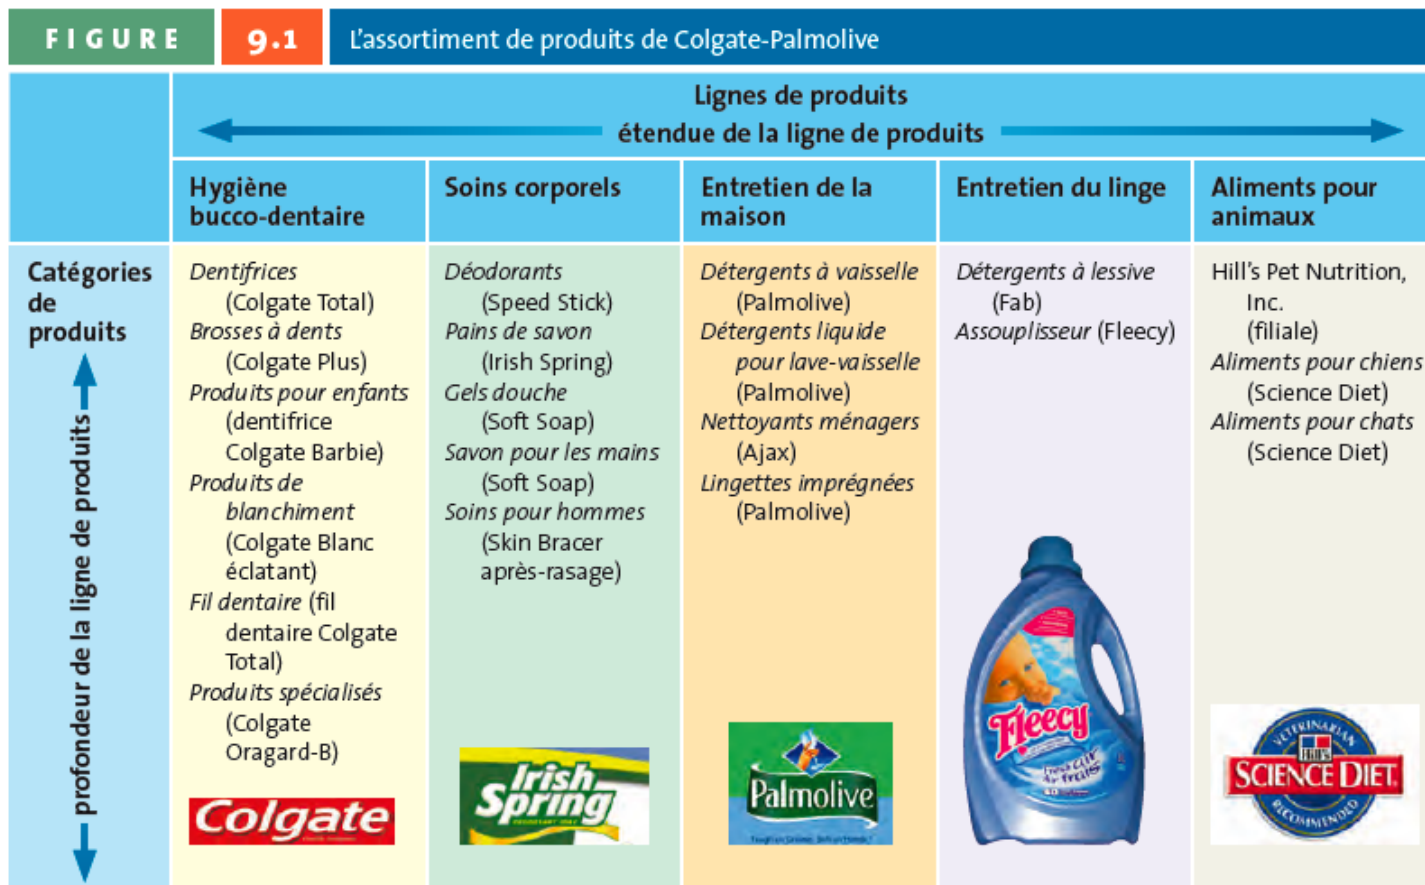 FIGURE 9.1 L'assortiment de produits de Colgate-Palmolive
Lignes de produits
étendue de la ligne de produits
Hygiène
bucco-dentaire
Soins corporels
Entretien de la
maison
Entretien du linge
Aliments pour
animaux
Catégories
de
produits
profondeur de la ligne de produits
Dentifrices
(Colgate Total)
Brosses à dents
(Colgate Plus)
Produits pour enfants
(dentifrice
Colgate Barbie)
Produits de
blanchiment
(Colgate Blanc
éclatant)
Fil dentaire (fil
dentaire Colgate
Total)
Produits spécialisés
(Colgate
Oragard-B)
Colgate
Déodorants
(Speed Stick)
Pains de savon
(Irish Spring)
Gels douche
(Soft Soap)
Savon pour les mains
(Soft Soap)
Soins pour hommes
(Skin Bracer
après-rasage)
Irish
Spring
Détergents à vaisselle
(Palmolive)
Détergents liquide
pour lave-vaisselle
(Palmolive)
Nettoyants ménagers
(Ajax)
Lingettes imprégnées
(Palmolive)
Palmolive
Détergents à lessive
(Fab)
Assouplisseur (Fleecy)
Fleecy
Fresh air
air frais
Hill's Pet Nutrition,
Inc.
(filiale)
Aliments pour chiens
(Science Diet)
Aliments pour chats
(Science Diet)
VETERINARIAN
Hill's
SCIENCE DIET
RECOMMENDED